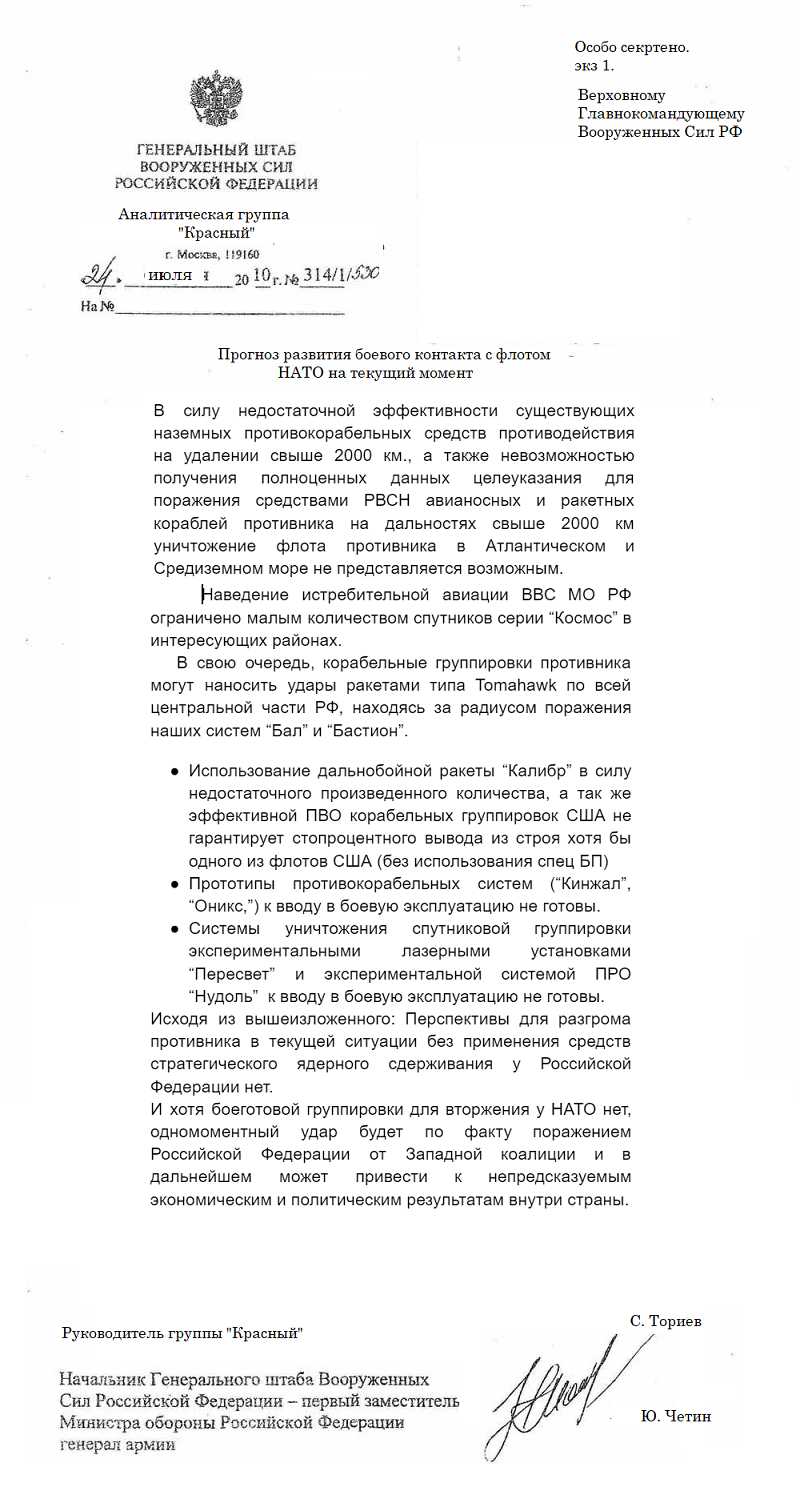 Особо секртено.
экз 1.
Верховному
Главнокомандующему
Вооруженных Сил РФ
ГЕНЕРАЛЬНЫЙ ШТАБ
ВООРУЖЕННЫХ СИЛ
РОССИЙСКОЙ ФЕДЕРАЦИИ
Аналитическая группа
"Красный"
г. Москва, 119160
24 » июля 2010 г. № 314/1/530
На №
Прогноз развития боевого контакта с флотом
НАТО на текущий момент
В силу недостаточной эффективности существующих
наземных противокорабельных средств противодействия
на удалении свыше 2000 км., а также невозможностью
получения полноценных данных целеуказания для
поражения средствами РВСН авианосных и ракетных
кораблей противника на дальностях свыше 2000 км
уничтожение флота противника в Атлантическом и
Средиземном море не представляется возможным.
Наведение истребительной авиации ВВС МО РФ
ограничено малым количеством спутников серии “Космос” в
интересующих районах.
В свою очередь, корабельные группировки противника
могут наносить удары ракетами типа Tomahawk по всей
центральной части РФ, находясь за радиусом поражения
наших систем “Бал” и “Бастион”.
● Использование дальнобойной ракеты “Калибр” в силу
недостаточного произведенного количества, а так же
эффективной ПВО корабельных группировок США не
гарантирует стопроцентного вывода из строя хотя бы
одного из флотов США (без использования спец БП)
● Прототипы противокорабельных систем (“Кинжал”,
“Оникс,”) к вводу в боевую эксплуатацию не готовы.
● Системы уничтожения спутниковой группировки
экспериментальными лазерными установками
“Пересвет” и экспериментальной системой ПРО
“Нудоль” к вводу в боевую эксплуатацию не готовы.
Исходя из вышеизложенного: Перспективы для разгрома
противника в текущей ситуации без применения средств
стратегического ядерного сдерживания у Российской
Федерации нет.
И хотя боеготовой группировки для вторжения у НАТО нет,
одномоментный удар будет по факту поражением
Российской Федерации от Западной коалиции и в
дальнейшем может привести к непредсказуемым
экономическим и политическим результатам внутри страны.
С. Ториев
Руководитель группы "Красный"
Начальник Генерального штаба Вооруженных
Сил Российской Федерации – первый заместитель
Министра обороны Российской Федерации
генерал армии
Ю. Четин